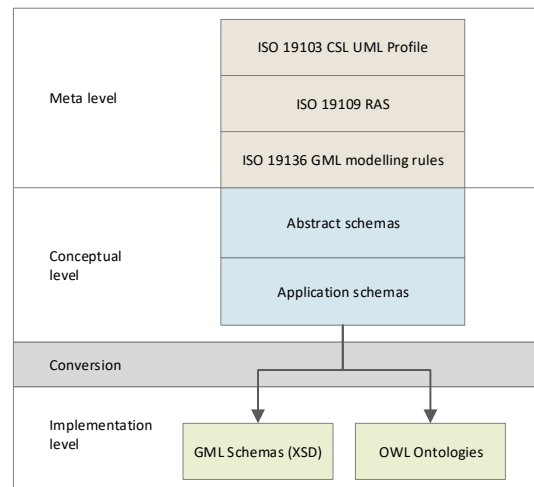 ISO 19103 CSL UML Profile
Meta level
ISO 19109 RAS
ISO 19136 GML modelling rules
Abstract schemas
Conceptual
level
Application schemas
Conversion
Implementation
level
GML Schemas (XSD)
OWL Ontologies